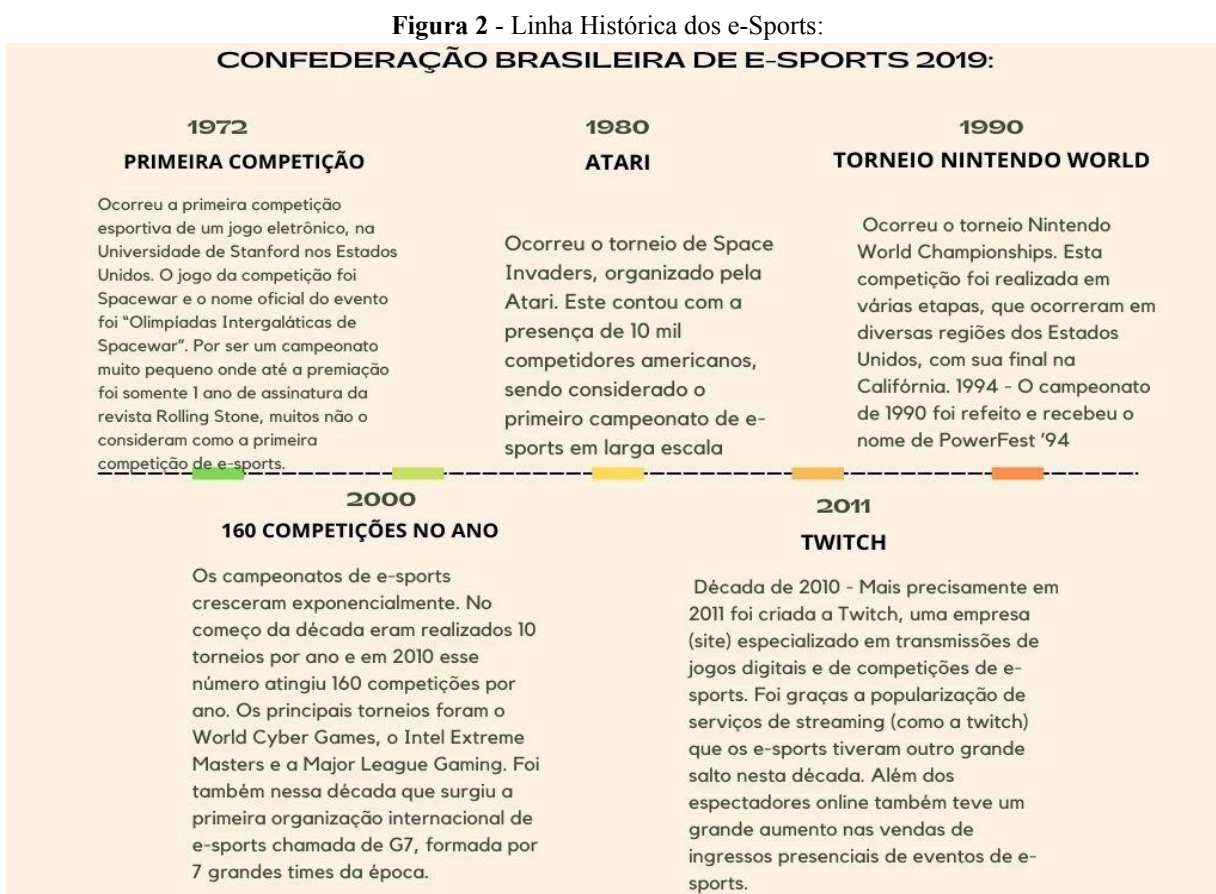 Figura 2 - Linha Histórica dos e-Sports:
CONFEDERAÇÃO BRASILEIRA DE E-SPORTS 2019:
1972
PRIMEIRA COMPETIÇÃO
Ocorreu a primeira competição
esportiva de um jogo eletrônico, na
Universidade de Stanford nos Estados
Unidos. O jogo da competição foi
Spacewar e o nome oficial do evento
foi “Olimpíadas Intergaláticas de
Spacewar”. Por ser um campeonato
muito pequeno onde até a premiação
foi somente 1 ano de assinatura da
revista Rolling Stone, muitos não o
consideram como a primeira
competição de e-sports.
1980
ATARI
Ocorreu o torneio de Space
Invaders, organizado pela
Atari. Este contou com a
presença de 10 mil
competidores americanos,
sendo considerado o
primeiro campeonato de e-
sports em larga escala
1990
TORNEIO NINTENDO WORLD
Ocorreu o torneio Nintendo
World Championships. Esta
competição foi realizada em
várias etapas, que ocorreram em
diversas regiões dos Estados
Unidos, com sua final na
Califórnia. 1994 - O campeonato
de 1990 foi refeito e recebeu o
nome de PowerFest '94
2000
160 COMPETIÇÕES NO ANO
Os campeonatos de e-sports
cresceram exponencialmente. No
começo da década eram realizados 10
torneios por ano e em 2010 esse
número atingiu 160 competições por
ano. Os principais torneios foram o
World Cyber Games, o Intel Extreme
Masters e a Major League Gaming. Foi
também nessa década que surgiu a
primeira organização internacional de
e-sports chamada de G7, formada por
7 grandes times da época.
2011
TWITCH
Década de 2010 - Mais precisamente em
2011 foi criada a Twitch, uma empresa
(site) especializado em transmissões de
jogos digitais e de competições de e-
sports. Foi graças a popularização de
serviços de streaming (como a twitch)
que os e-sports tiveram outro grande
salto nesta década. Além dos
espectadores online também teve um
grande aumento nas vendas de
ingressos presenciais de eventos de e-
sports.